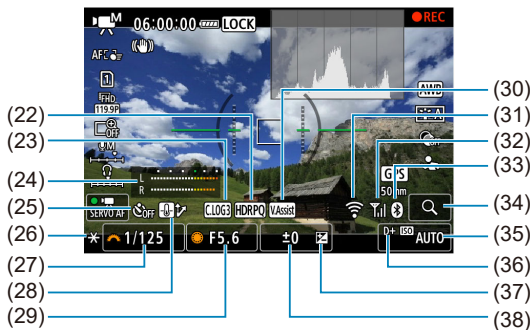 M 06:00:00 LOCK REC
AFF
1
FHD
119.9P
AWB
OFF
A
M
OFF
GPS
50mm
L
R
SERVO AF
OFF
C.LOG3 HDRPQ V.Assist
D+ ISO
1/125 F5.6 ±0 AUTO
(22)
(23)
(24)
(25)
(26)
(27)
(28)
(29)
(30)
(31)
(32)
(33)
(34)
(35)
(36)
(37)
(38)